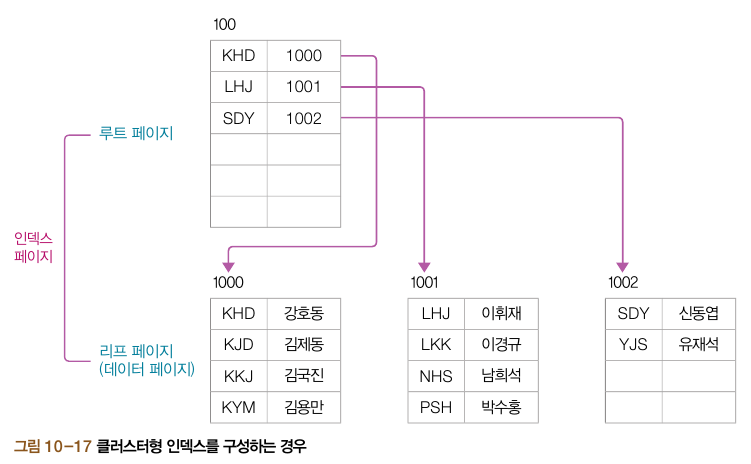 100
KHD 1000
LHJ 1001
SDY 1002
루트 페이지
인덱스
페이지
리프 페이지
(데이터 페이지)
1000
KHD 강호동
KJD 김제동
KKJ 김국진
KYM 김용만
1001
LHJ 이휘재
LKK 이경규
NHS 남희석
PSH 박수홍
1002
SDY 신동엽
YJS 유재석
그림 10-17 클러스터형 인덱스를 구성하는 경우